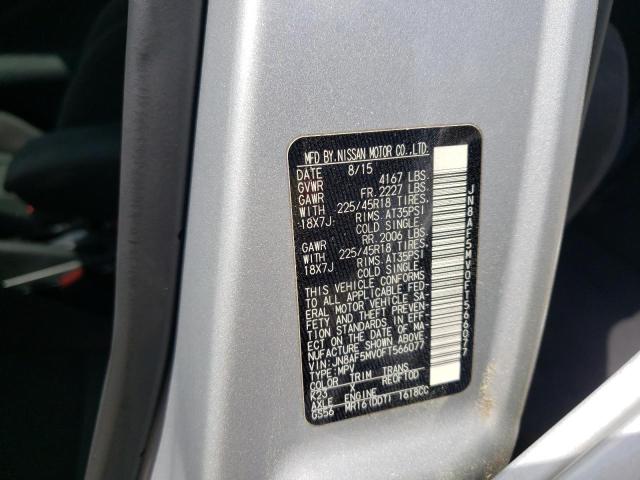 MFD BY.NISSAN MOTOR CO.,LTD.
DATE 8/15
GVWR 4167 LBS.
GAWR FR.2227 LBS.
WITH 225/45R18 TIRES.
18X7J RIMS.AT35PSI
COLD SINGLE.
GAWR RR.2006 LBS.
WITH 225/45R18 TIRES.
18X7J RIMS.AT35PSI
COLD SINGLE.
THIS VEHICLE CONFORMS
TO ALL APPLICABLE FED-
ERAL MOTOR VEHICLE SA-
FETY AND THEFT PREVEN-
TION STANDARDS IN EFF-
ECT ON THE DATE OF MA-
NUFACTURE SHOWN ABOVE.
VIN:JN8AF5MV0FT566077
TYPE:MPV
COLOR TRIM TRANS
K23 X RE0F10D
AXLE ENGINE
GS56 MR16(DDT) 1618CC
JN8AF5MV0FT566077